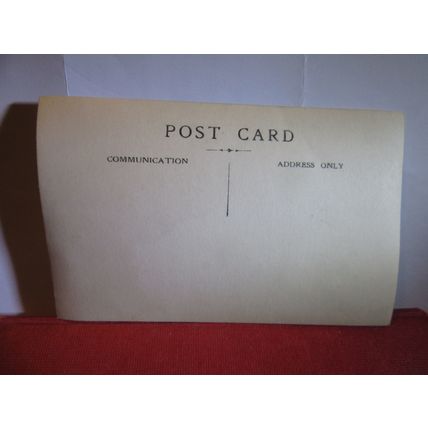 POST CARD
COMMUNICATION
ADDRESS ONLY